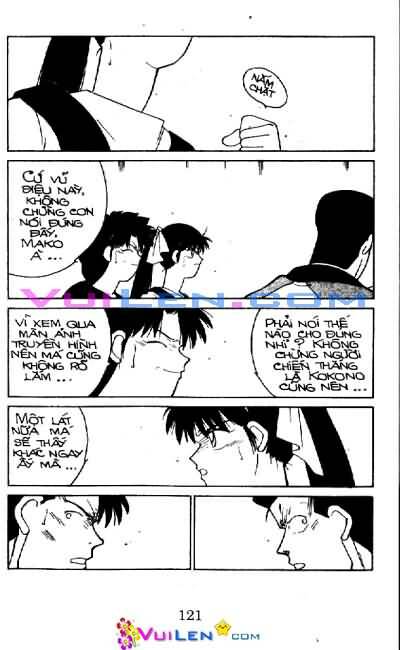 NẮM
CHẶT
CỨ VŨ
ĐIỆU NÀY,
KHÔNG
CHỪNG CON
NÓI ĐÚNG
ĐẤY,
MAKO
À ...
VUILEN.COM
PHẢI NÓI THẾ
NÀO CHO ĐÚNG
NHỈ ? KHÔNG
CHỪNG NGƯỜI
CHIẾN THẮNG
LÀ KOKONO
CŨNG NÊN ...
VÌ XEM QUA
MÀN ẢNH
TRUYỀN HÌNH
NÊN MÁ CŨNG
KHÔNG RÕ
LẮM ...
MỘT LÁT
NỮA MÁ
SẼ THẤY
KHÁC NGAY
ẤY MÀ ...
121
VUILEN.COM